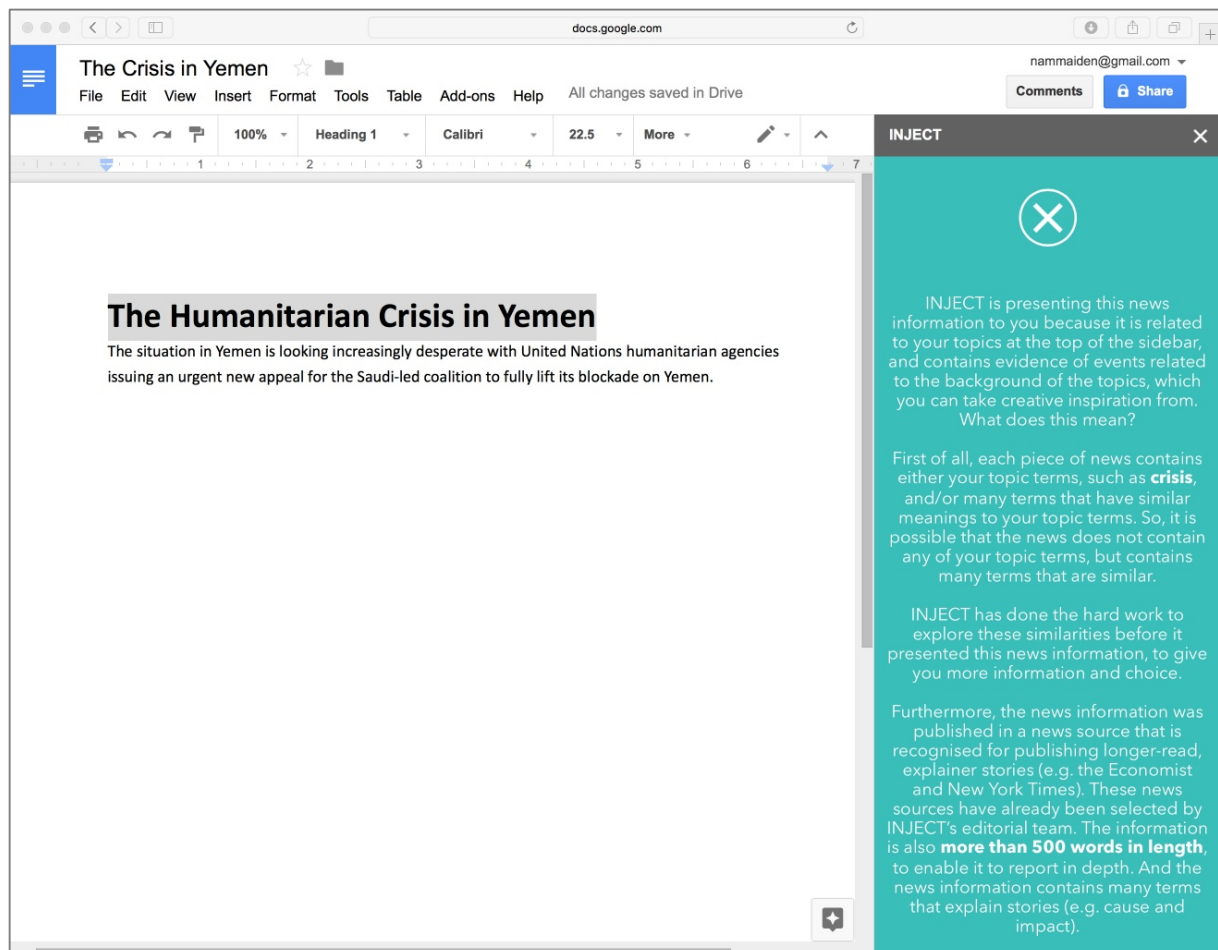 docs.google.com
The Crisis in Yemen
nammaiden@gmail.com
File Edit View Insert Format Tools Table Add-ons Help All changes saved in Drive
Comments
Share
100% Heading 1 Calibri 22.5 More
1 2 3 4 5 6 7
The Humanitarian Crisis in Yemen
The situation in Yemen is looking increasingly desperate with United Nations humanitarian agencies
issuing an urgent new appeal for the Saudi-led coalition to fully lift its blockade on Yemen.
INJECT
INJECT is presenting this news
information to you because it is related
to your topics at the top of the sidebar,
and contains evidence of events related
to the background of the topics, which
you can take creative inspiration from.
What does this mean?
First of all, each piece of news contains
either your topic terms, such as crisis,
and/or many terms that have similar
meanings to your topic terms. So, it is
possible that the news does not contain
any of your topic terms, but contains
many terms that are similar.
INJECT has done the hard work to
explore these similarities before it
presented this news information, to give
you more information and choice.
Furthermore, the news information was
published in a news source that is
recognised for publishing longer-read,
explainer stories (e.g. the Economist
and New York Times). These news
sources have already been selected by
INJECT's editorial team. The information
is also more than 500 words in length,
to enable it to report in depth. And the
news information contains many terms
that explain stories (e.g. cause and
impact).